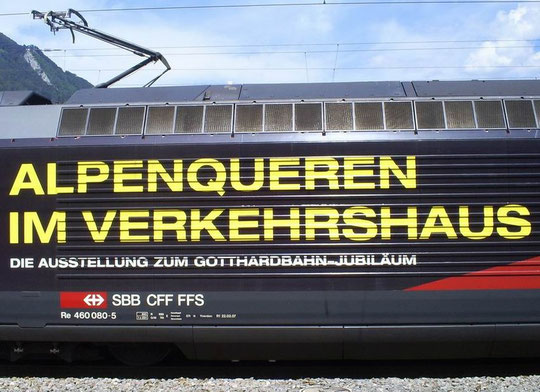 ALPENQUEREN
IM VERKEHRSHAUS
DIE AUSSTELLUNG ZUM GOTTHARDBAHN-JUBILÄUM
SBB CFF FFS
Re 460 080-5